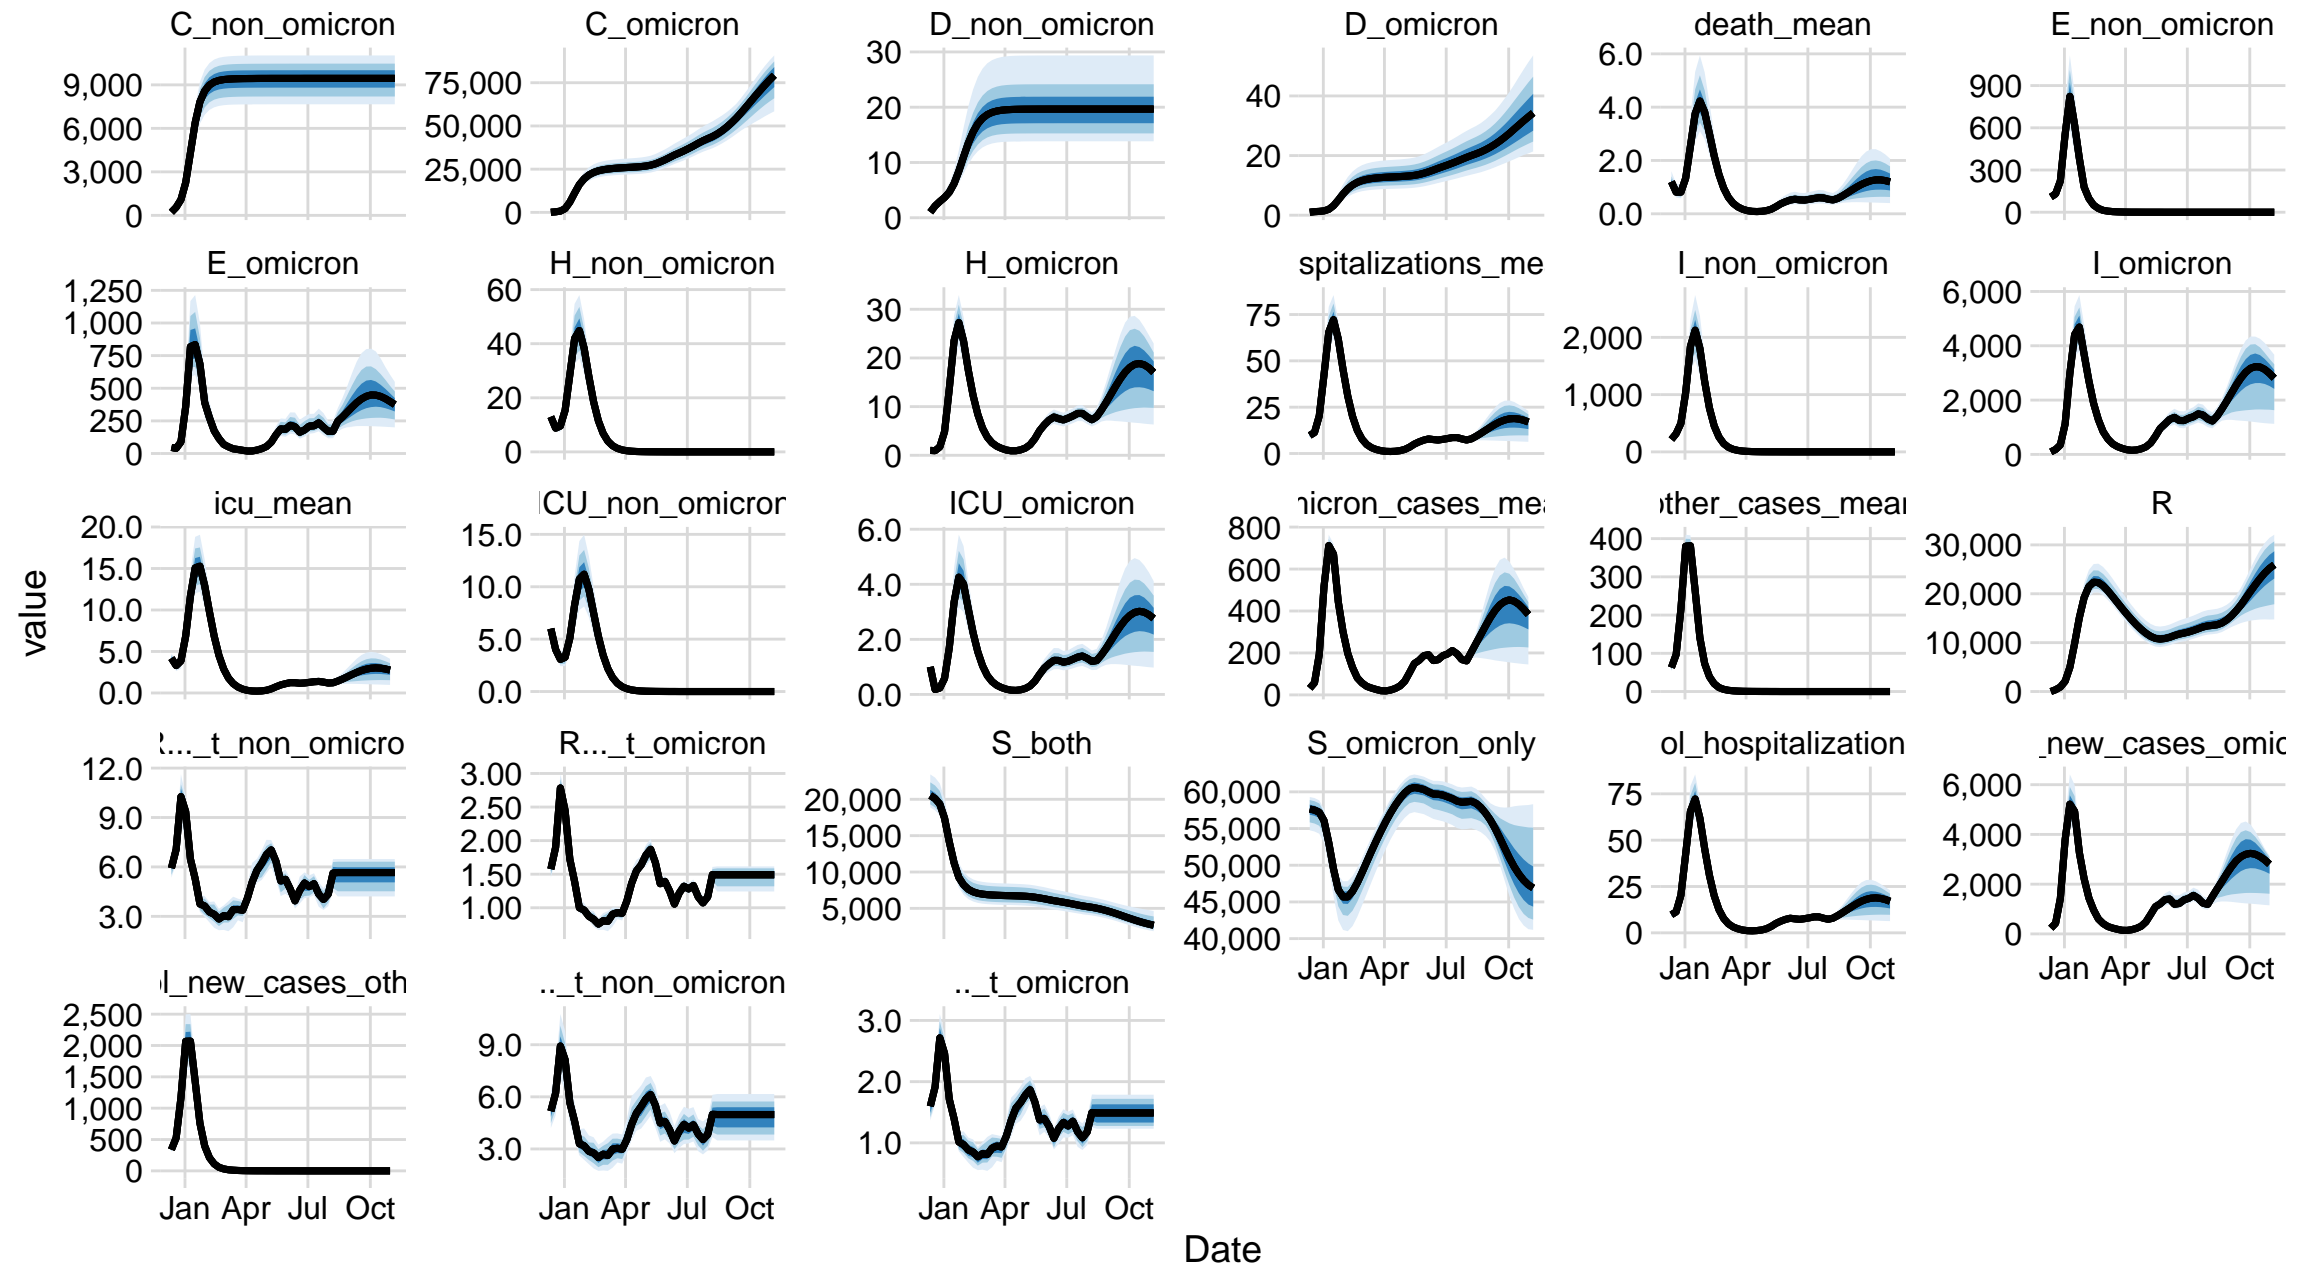 C_non_omicron C_omicron D_non_omicron D_omicron death_mean E_non_omicron
9,000 6,000 3,000 0
75,000 50,000 25,000 0
30 20 10 0
40 20 0
6.0 4.0 2.0 0.0
900 600 300 0
E_omicron H_non_omicron H_omicron spitalizations_me I_non_omicron I_omicron
1,250 1,000 750 500 250 0
60 40 20 0
30 20 10 0
75 50 25 0
2,000 1,000 0
6,000 4,000 2,000 0
icu_mean ICU_non_omicron ICU_omicron micron_cases_mea other_cases_mean R
20.0 15.0 10.0 5.0 0.0
15.0 10.0 5.0 0.0
6.0 4.0 2.0 0.0
800 600 400 200 0
400 300 200 100 0
30,000 20,000 10,000 0
R..._t_non_omicro R..._t_omicron S_both S_omicron_only ol_hospitalization _new_cases_omic
12.0 9.0 6.0 3.0
3.00 2.50 2.00 1.50 1.00
20,000 15,000 10,000 5,000
60,000 55,000 50,000 45,000 40,000
75 50 25 0
6,000 4,000 2,000 0
Jan Apr Jul Oct
Jan Apr Jul Oct
Jan Apr Jul Oct
l_new_cases_oth .._t_non_omicron .._t_omicron
2,500 2,000 1,500 1,000 500 0
9.0 6.0 3.0
3.0 2.0 1.0
Jan Apr Jul Oct
Jan Apr Jul Oct
Jan Apr Jul Oct
value
Date